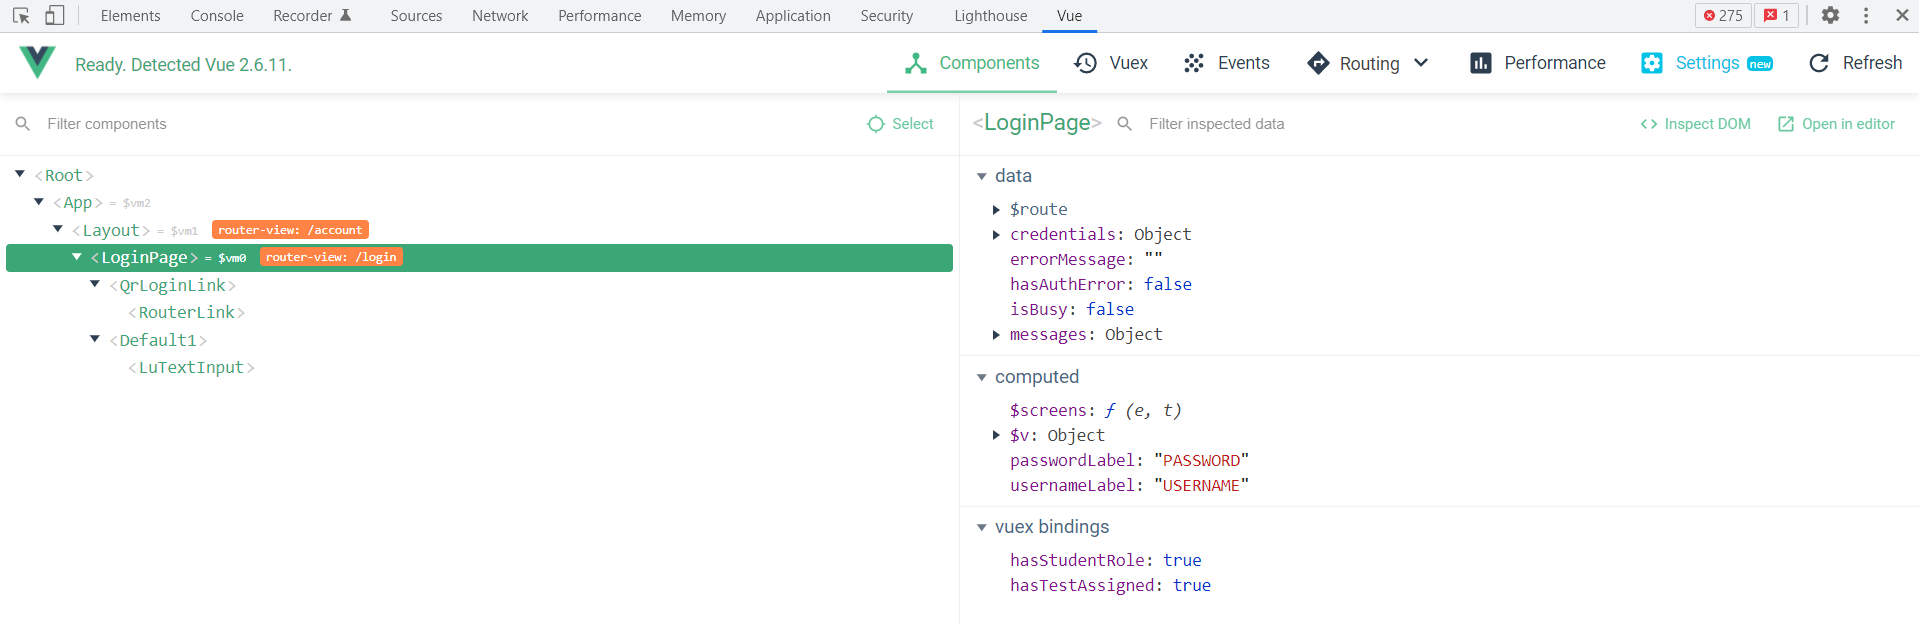 Elements Console Recorder Sources Network Performance Memory Application Security Lighthouse Vue 275 1
Ready. Detected Vue 2.6.11.
Components Vuex Events Routing Performance Settings new Refresh
Filter components Select
<LoginPage> Filter inspected data Inspect DOM Open in editor
<Root>
<App> = $vm2
<Layout> = $vm1 router-view: /account
<LoginPage> = $vm0 router-view: /login
<QrLoginLink>
<RouterLink>
<Default1>
<LuTextInput>
data
$route
credentials: Object
errorMessage: ""
hasAuthError: false
isBusy: false
messages: Object
computed
$screens: ƒ (e, t)
$v: Object
passwordLabel: "PASSWORD"
usernameLabel: "USERNAME"
vuex bindings
hasStudentRole: true
hasTestAssigned: true